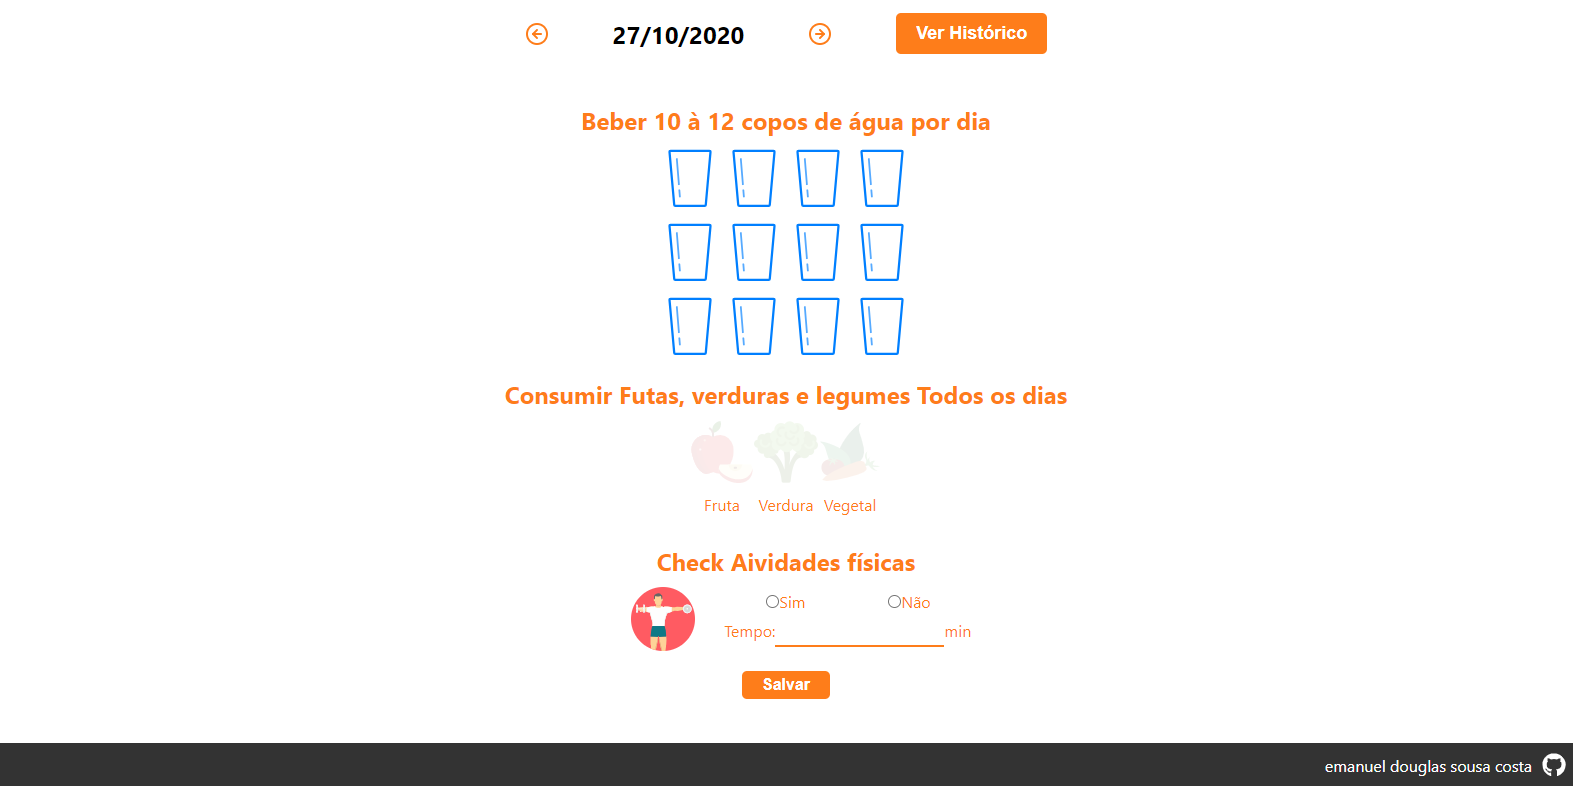 27/10/2020 Ver Histórico
Beber 10 à 12 copos de água por dia
Consumir Futas, verduras e legumes Todos os dias
Fruta Verdura Vegetal
Check Aividades físicas
Sim Não
Tempo: min
Salvar
emanuel douglas sousa costa